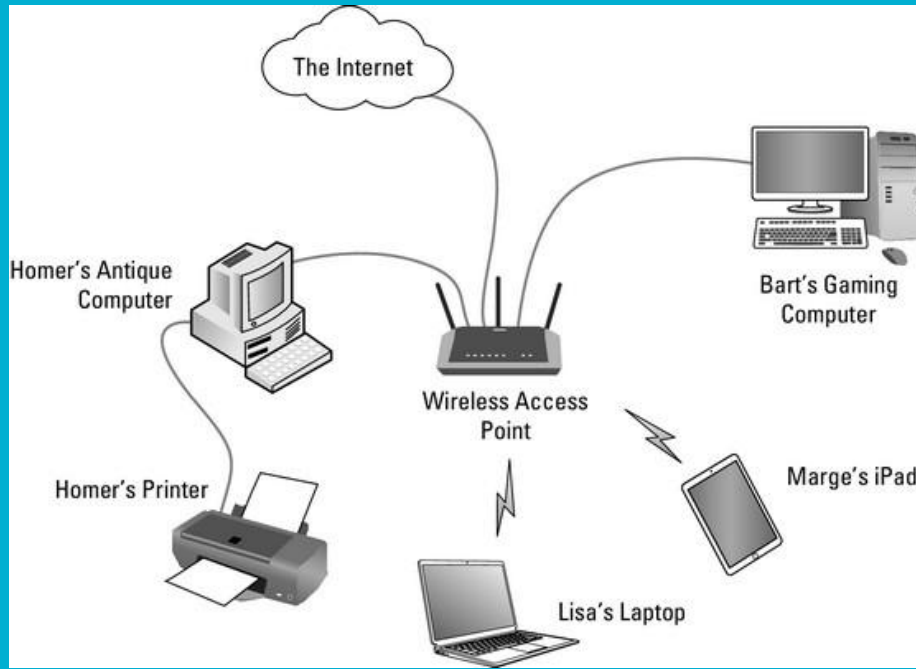 The Internet
Homer's Antique
Computer
Bart's Gaming
Computer
Wireless Access
Point
Homer's Printer
Marge's iPad
Lisa's Laptop